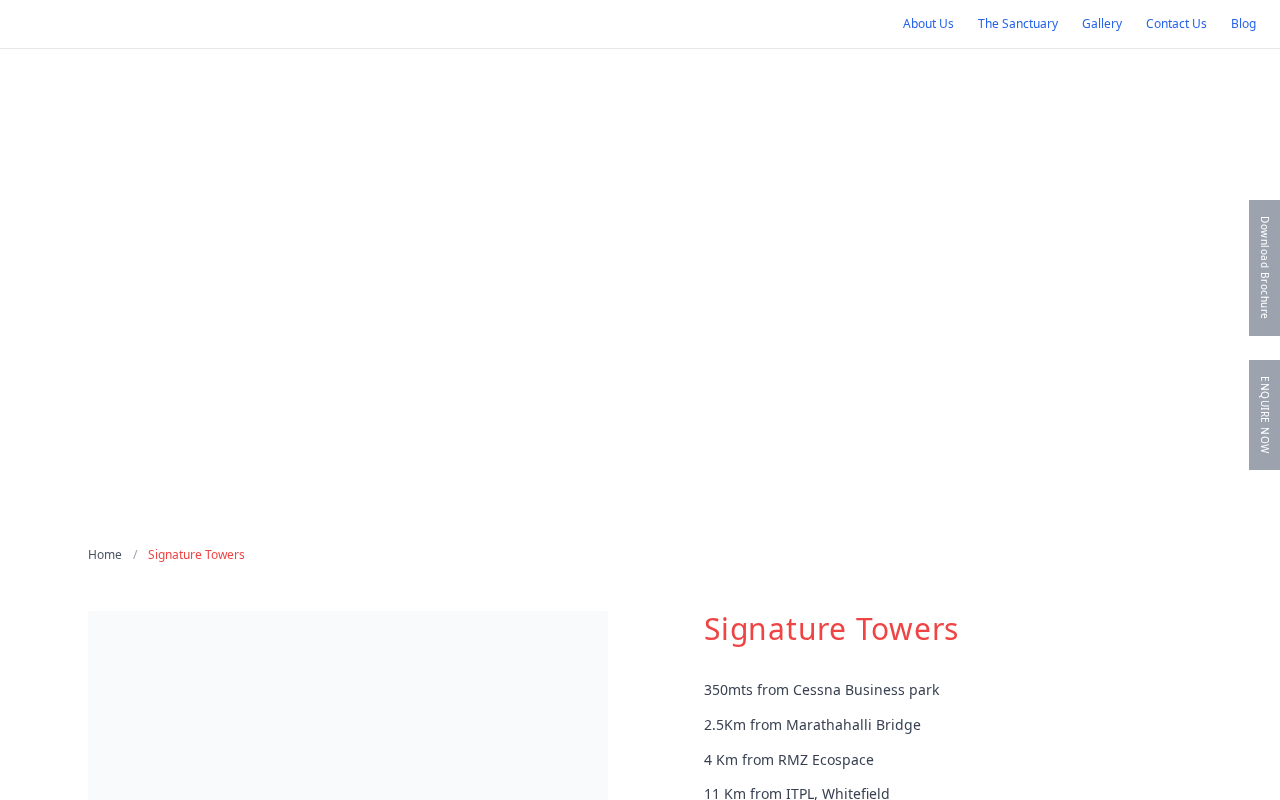 About Us The Sanctuary Gallery Contact Us Blog
Download Brochure
ENQUIRE NOW
Home / Signature Towers
Signature Towers
350mts from Cessna Business park
2.5Km from Marathahalli Bridge
4 Km from RMZ Ecospace
11 Km from ITPL, Whitefield